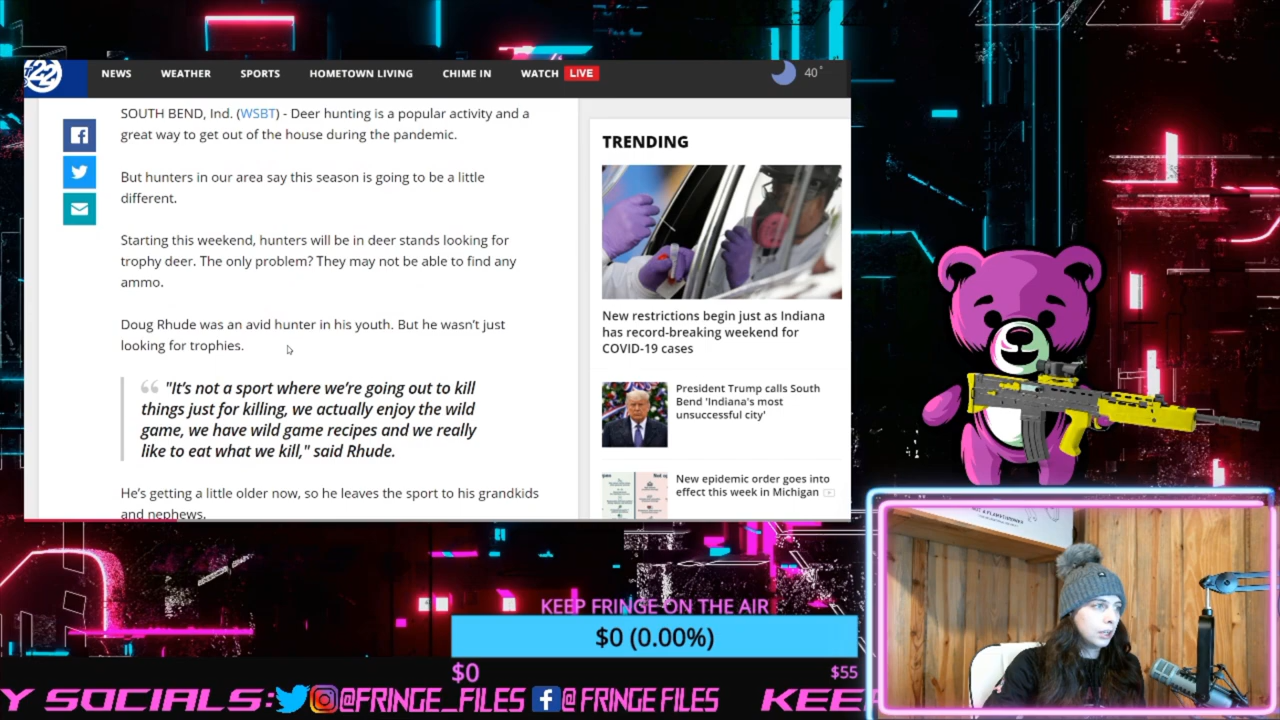 22
NEWS
WEATHER
SPORTS
HOMETOWN LIVING
CHIME IN
WATCH LIVE
40°
SOUTH BEND, Ind. (WSBT) - Deer hunting is a popular activity and a
great way to get out of the house during the pandemic.
But hunters in our area say this season is going to be a little
different.
Starting this weekend, hunters will be in deer stands looking for
trophy deer. The only problem? They may not be able to find any
ammo.
Doug Rhude was an avid hunter in his youth. But he wasn't just
looking for trophies.
"It's not a sport where we're going out to kill
things just for killing, we actually enjoy the wild
game, we have wild game recipes and we really
like to eat what we kill," said Rhude.
He's getting a little older now, so he leaves the sport to his grandkids
and nephews.
TRENDING
New restrictions begin just as Indiana
has record-breaking weekend for
COVID-19 cases
President Trump calls South
Bend 'Indiana's most
unsuccessful city'
New epidemic order goes into
effect this week in Michigan
KEEP FRINGE ON THE AIR
$0 (0.00%)
$0
$55
Y SOCIALS: @FRINGE_FILES @FRINGE FILES KEE